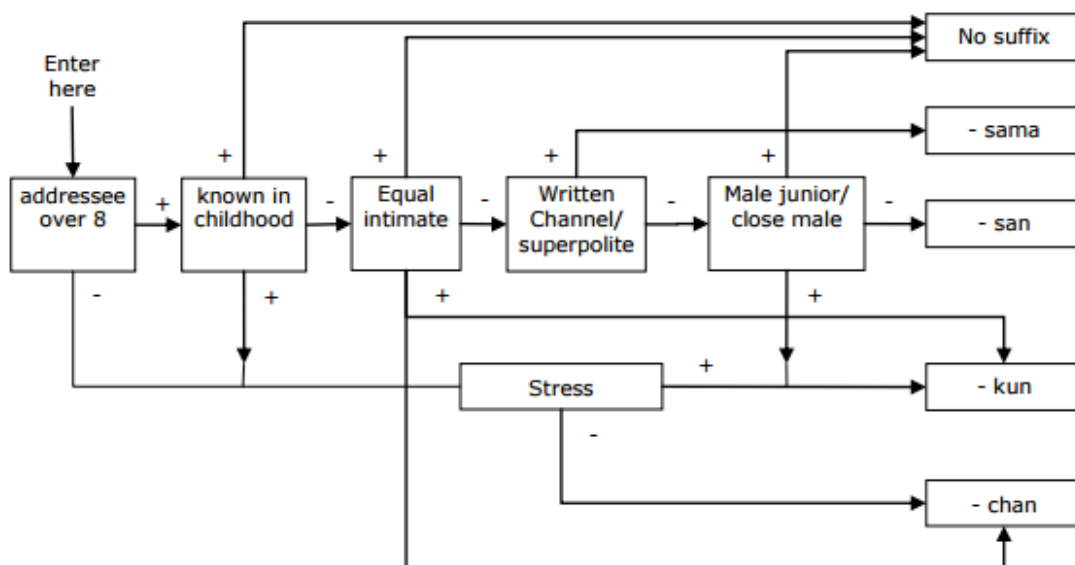 No suffix
Enter
here
- sama
+
+
+
+
addressee
over 8
+
known in
childhood
-
Equal
intimate
-
Written
Channel/
superpolite
-
Male junior/
close male
-
- san
-
+
+
+
Stress
+
- kun
-
- chan